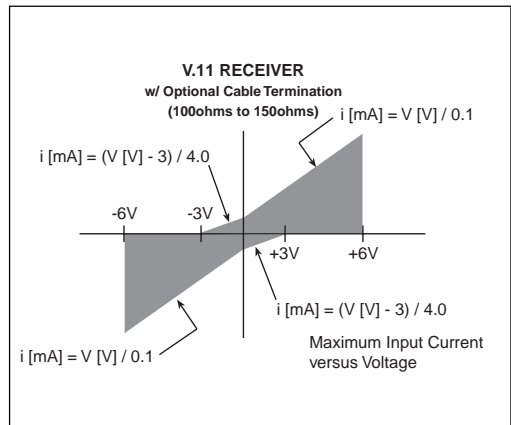 V.11 RECEIVER
w/ Optional Cable Termination
(100ohms to 150ohms)
i [mA] = V [V] / 0.1
i [mA] = (V [V] - 3) / 4.0
-6V
-3V
+3V
+6V
i [mA] = (V [V] - 3) / 4.0
i [mA] = V [V] / 0.1
Maximum Input Current
versus Voltage